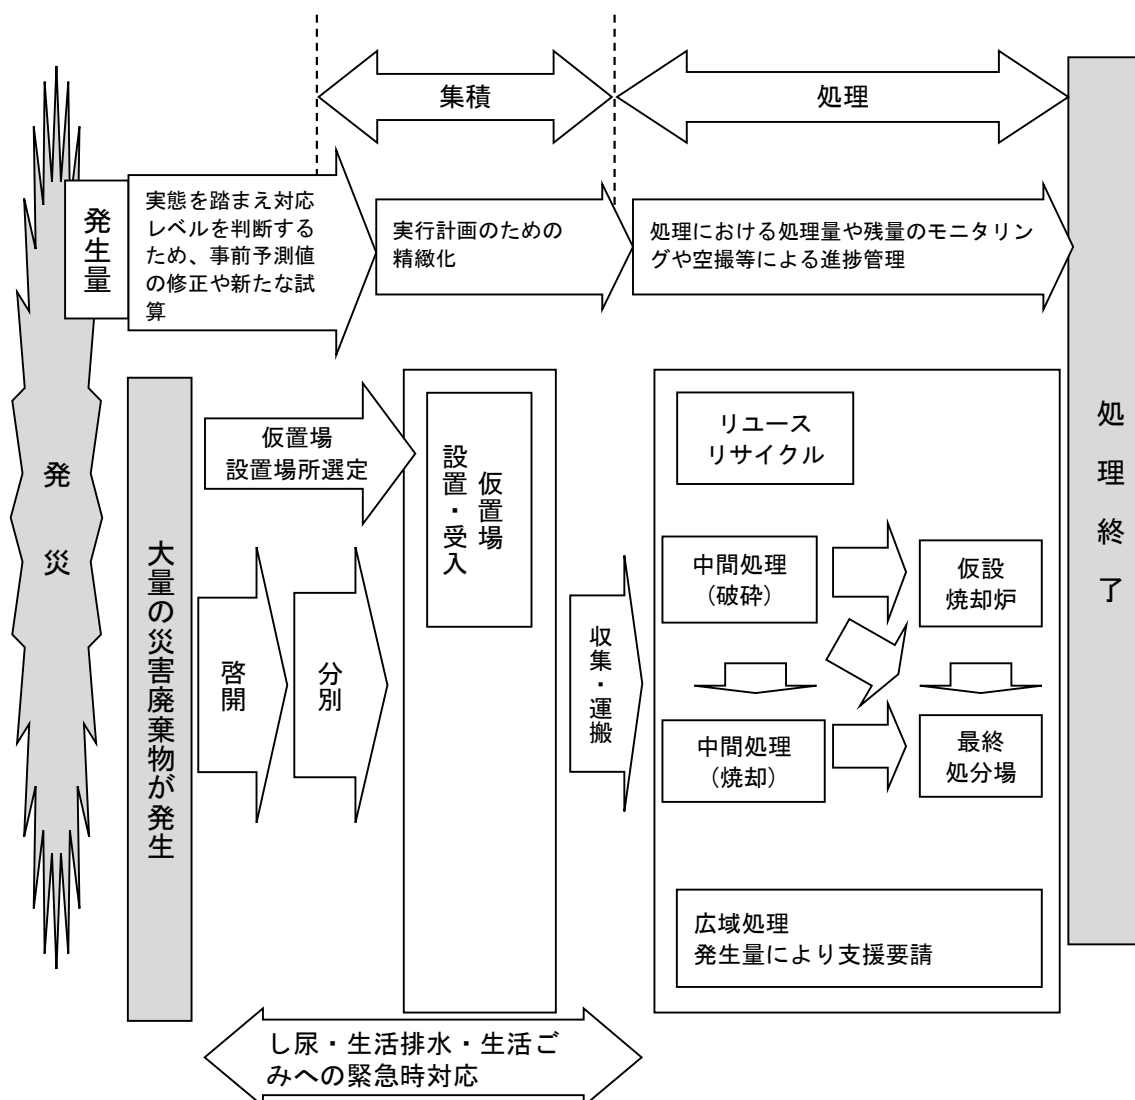 集積
処理
発生量
実態を踏まえ対応
レベルを判断する
ため、事前予測値
の修正や新たな試
算
実行計画のための
精緻化
処理における処理量や残量のモニタリン
グや空撮等による進捗管理
発災
大量の災害廃棄物が発生
仮置場
設置場所選定
啓開
分別
仮置場
設置・受入
収集・運搬
リユース
リサイクル
中間処理
（破砕）
仮設
焼却炉
中間処理
（焼却）
最終
処分場
広域処理
発生量により支援要請
処理終了
し尿・生活排水・生活ご
みへの緊急時対応